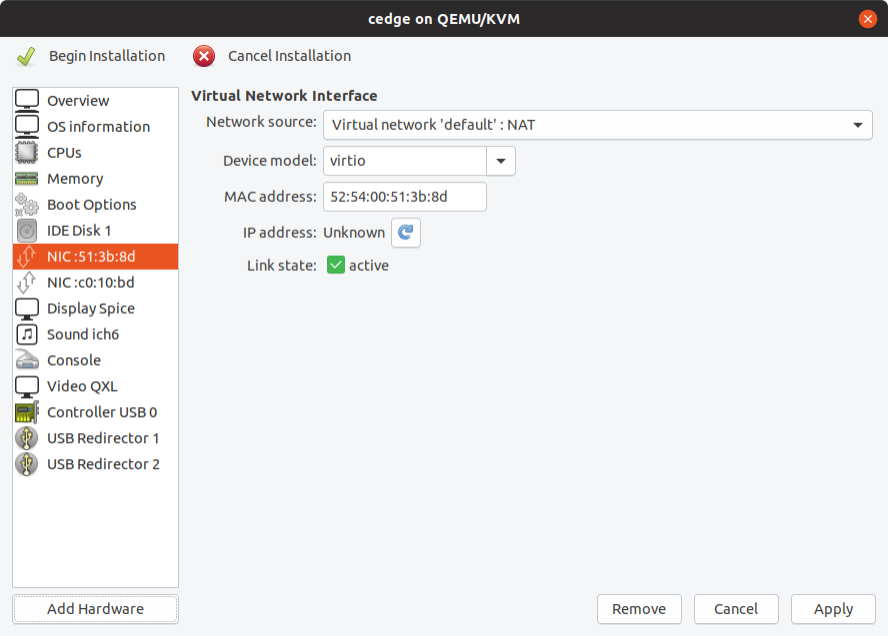 cedge on QEMU/KVM
Begin Installation
Cancel Installation
Overview
OS information
CPUs
Memory
Boot Options
IDE Disk 1
NIC :51:3b:8d
NIC :c0:10:bd
Display Spice
Sound ich6
Console
Video QXL
Controller USB 0
USB Redirector 1
USB Redirector 2
Add Hardware
Virtual Network Interface
Network source: Virtual network 'default' : NAT
Device model: virtio
MAC address: 52:54:00:51:3b:8d
IP address: Unknown
Link state: active
Remove Cancel Apply